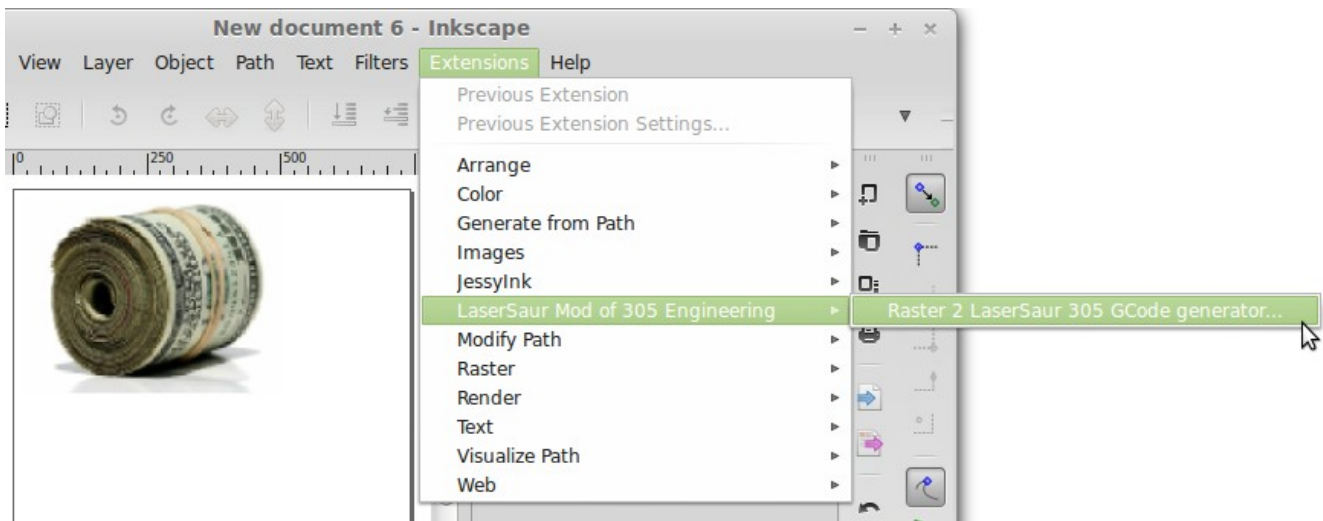 New document 6 - Inkscape
View Layer Object Path Text Filters Extensions Help
Previous Extension
Previous Extension Settings...
0 250 500
Arrange
Color
Generate from Path
Images
JessyInk
LaserSaur Mod of 305 Engineering
Raster 2 LaserSaur 305 GCode generator...
Modify Path
Raster
Render
Text
Visualize Path
Web